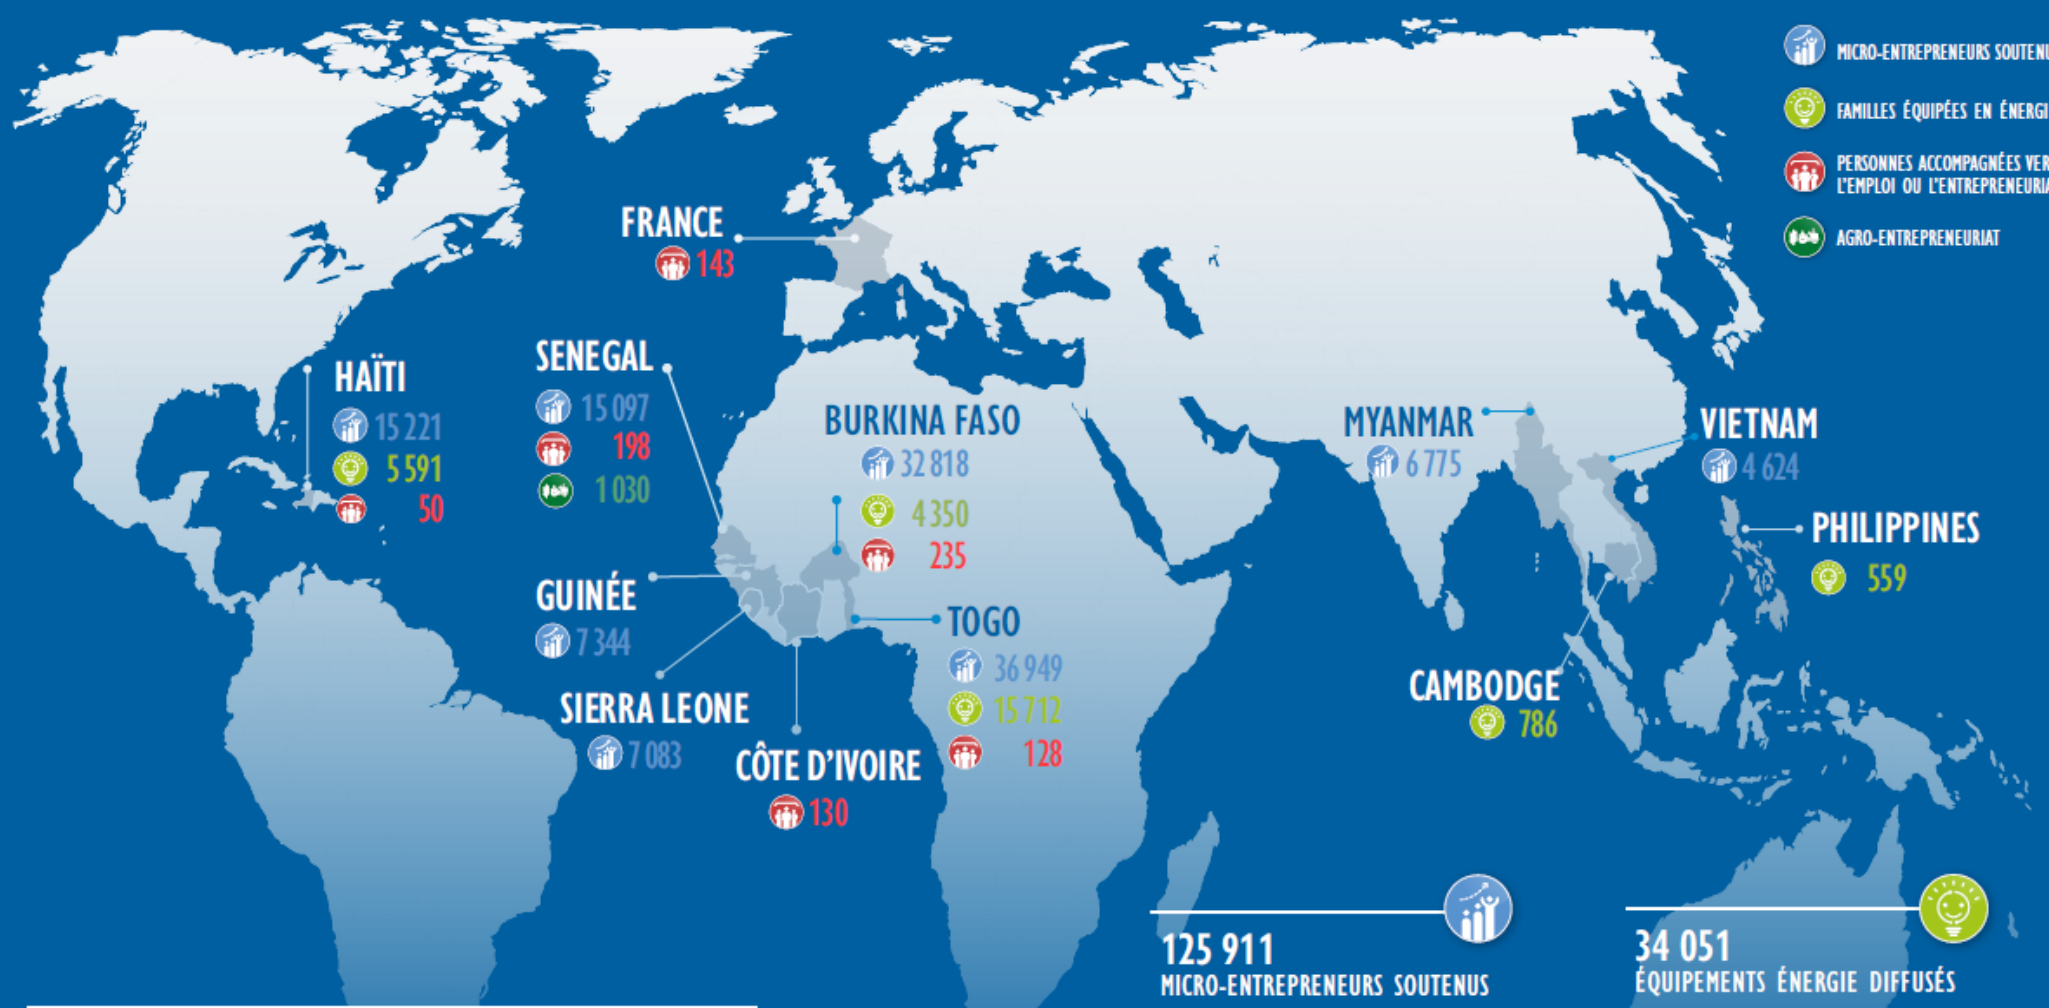 MICRO-ENTREPRENEURS SOUTENU
FAMILLES ÉQUIPÉES EN ÉNERGI
PERSONNES ACCOMPAGNÉES VER
L'EMPLOI OU L'ENTREPRENEURIA
AGRO-ENTREPRENEURIAT
FRANCE
143
HAÏTI
15 221
5 591
50
SENEGAL
15 097
198
1 030
BURKINA FASO
32 818
4 350
235
MYANMAR
6 775
VIETNAM
4 624
PHILIPPINES
559
GUINÉE
7 344
TOGO
36 949
15 712
128
SIERRA LEONE
7 083
CÔTE D'IVOIRE
130
CAMBODGE
786
125 911
MICRO-ENTREPRENEURS SOUTENUS
34 051
ÉQUIPEMENTS ÉNERGIE DIFFUSÉS